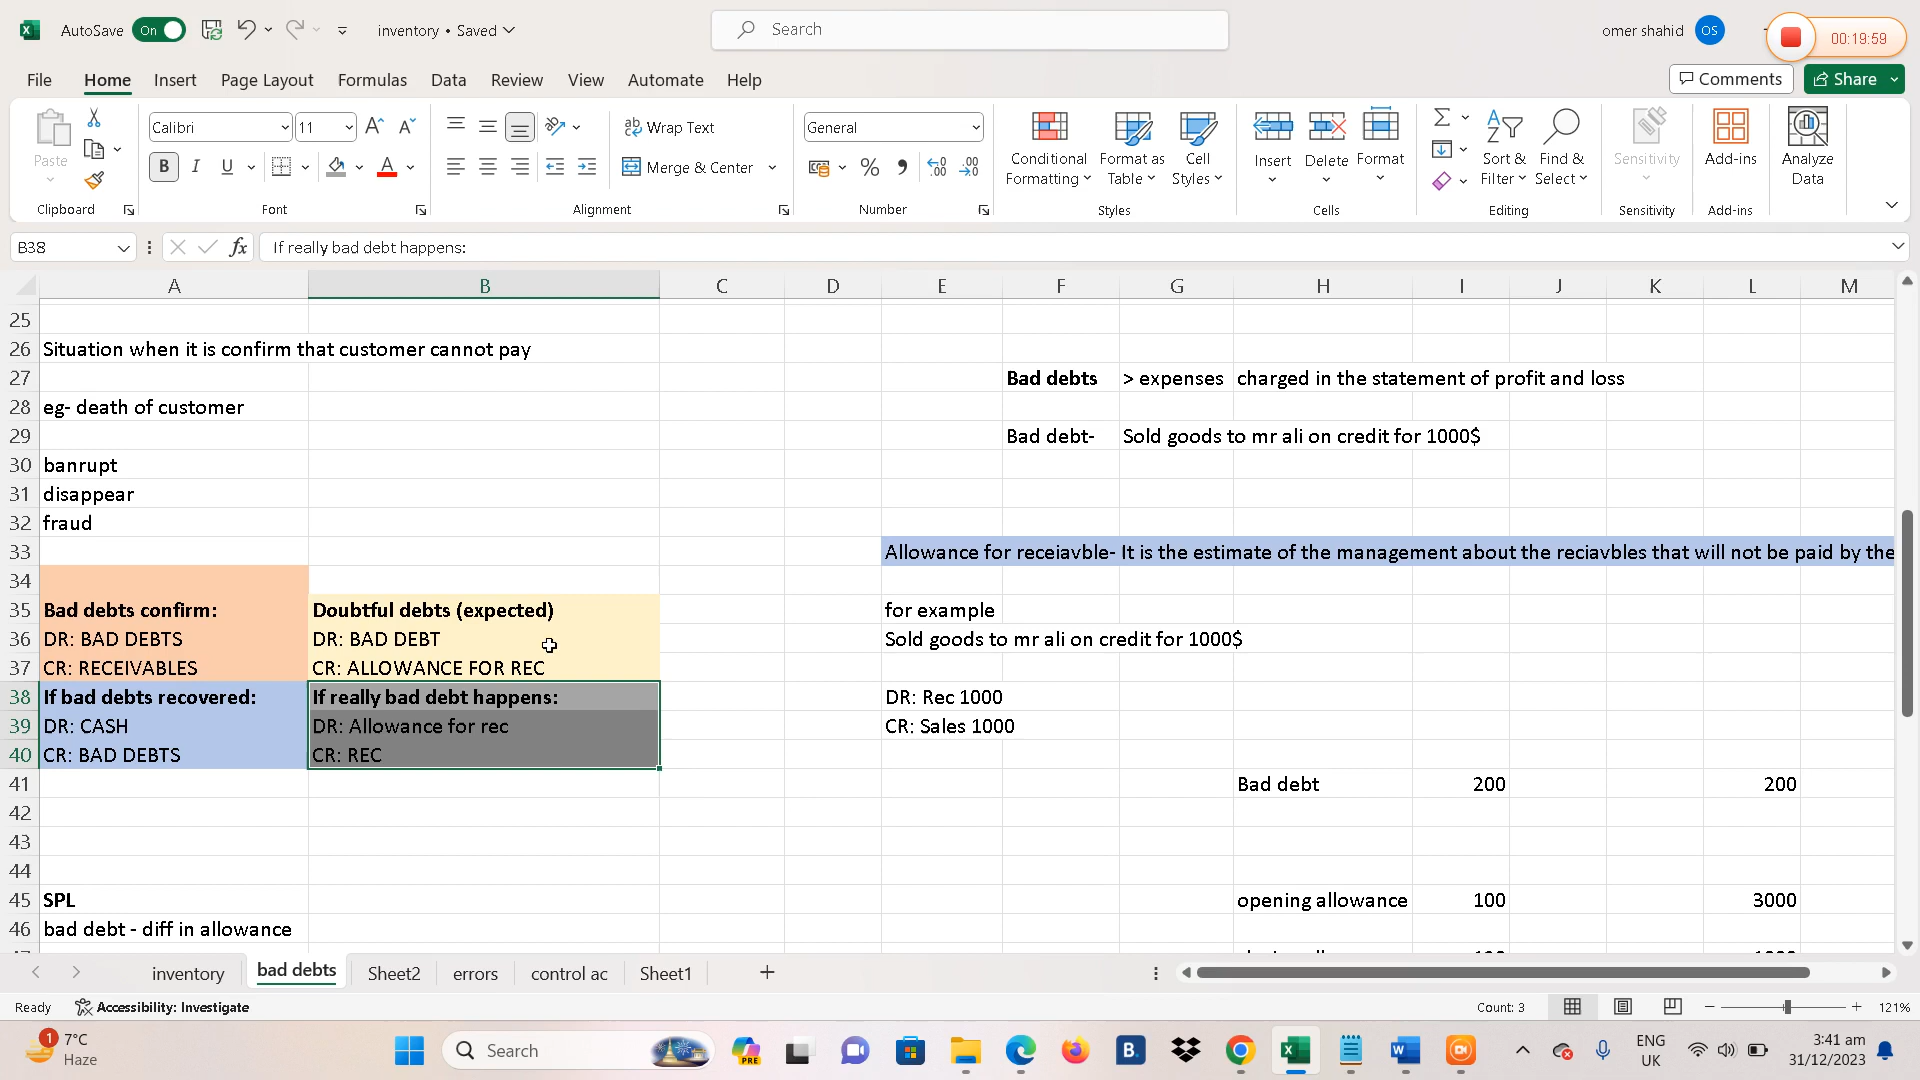 AutoSave On inventory • Saved Search omer shahid OS 00:19:59
File Home Insert Page Layout Formulas Data Review View Automate Help Comments Share
Paste Calibri 11 Wrap Text General Conditional Formatting Format as Table Cell Styles Insert Delete Format Sort & Filter Find & Select Sensitivity Add-ins Analyze Data
B I U Merge & Center
Clipboard Font Alignment Number Styles Cells Editing Sensitivity Add-ins
B38 fx If really bad debt happens:
A B C D E F G H I J K L M
25
26 Situation when it is confirm that customer cannot pay
27 Bad debts > expenses charged in the statement of profit and loss
28 eg- death of customer
29 Bad debt- Sold goods to mr ali on credit for 1000$
30 banrupt
31 disappear
32 fraud
33 Allowance for receiavble- It is the estimate of the management about the reciavbles that will not be paid by the
34
35 Bad debts confirm: Doubtful debts (expected) for example
36 DR: BAD DEBTS DR: BAD DEBT Sold goods to mr ali on credit for 1000$
37 CR: RECEIVABLES CR: ALLOWANCE FOR REC
38 If bad debts recovered: If really bad debt happens: DR: Rec 1000
39 DR: CASH DR: Allowance for rec CR: Sales 1000
40 CR: BAD DEBTS CR: REC
41 Bad debt 200 200
42
43
44
45 SPL opening allowance 100 3000
46 bad debt - diff in allowance
inventory bad debts Sheet2 errors control ac Sheet1
Ready Accessibility: Investigate Count: 3 121%
1 7°C Haze Search PRE B. ENG UK 3:41 am 31/12/2023